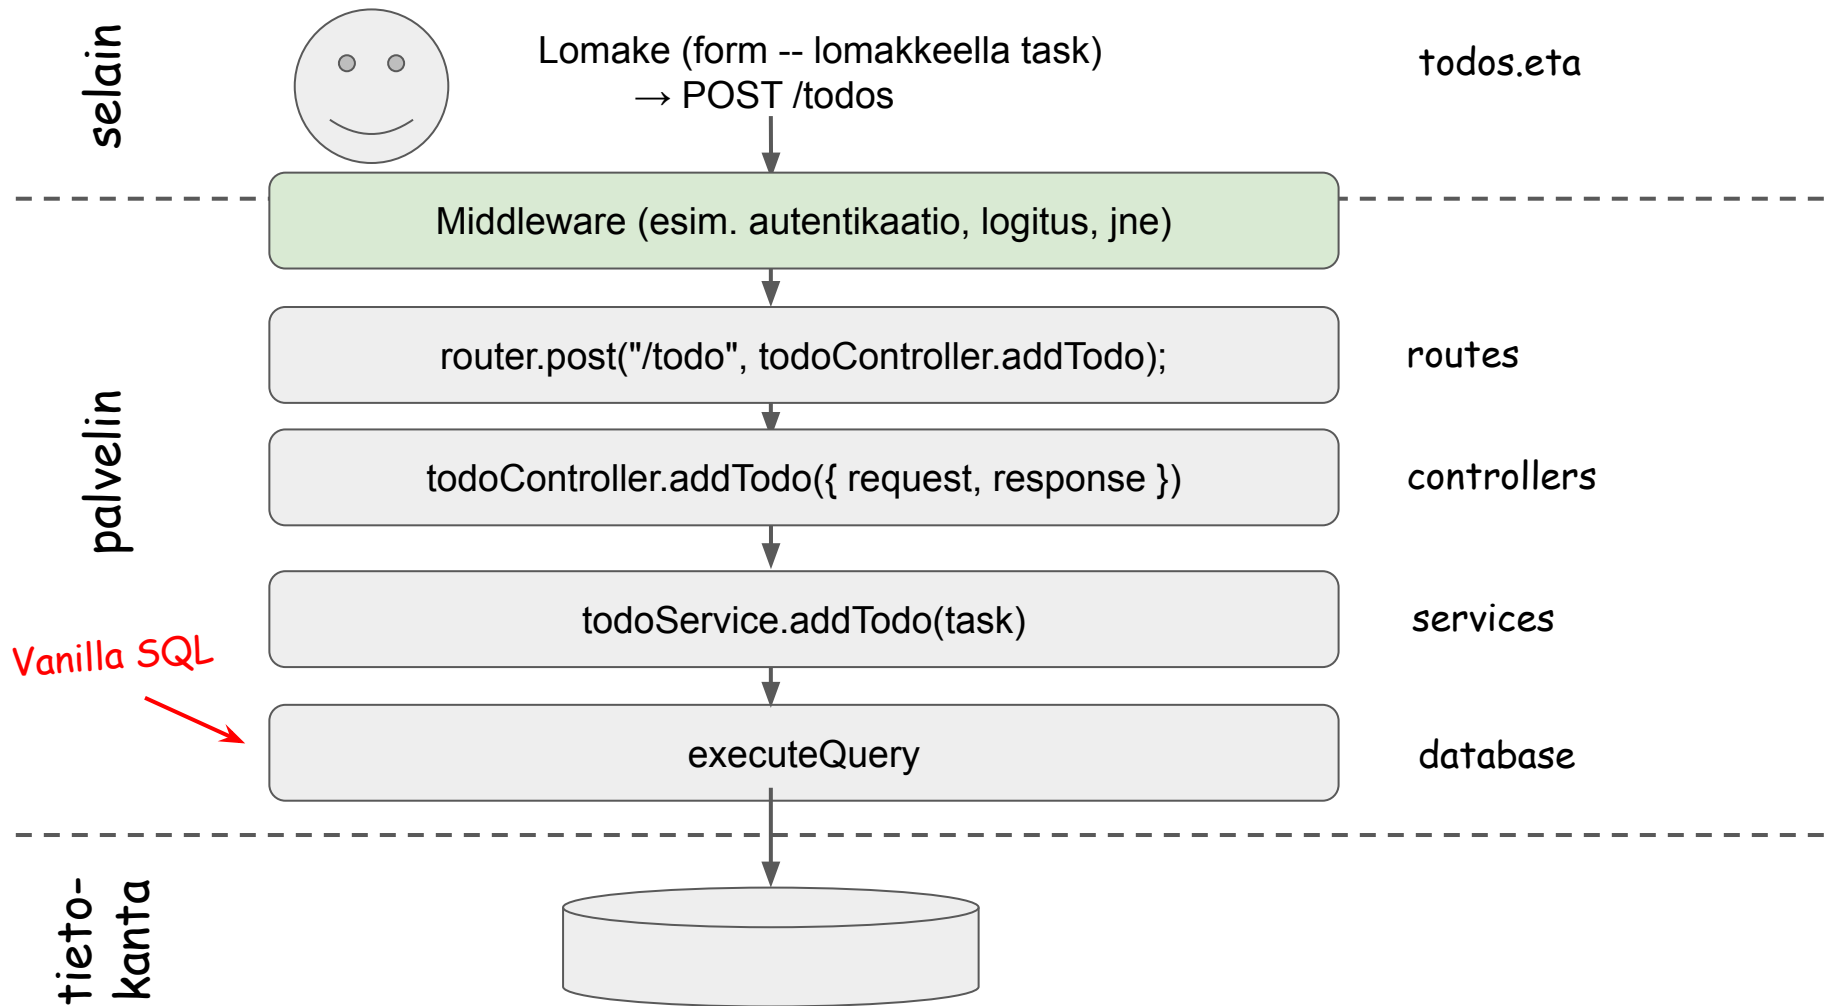 selain
Lomake (form -- lomakkeella task)
→ POST /todos
todos.eta
Middleware (esim. autentikaatio, logitus, jne)
palvelin
router.post("/todo", todoController.addTodo);
routes
todoController.addTodo({ request, response })
controllers
todoService.addTodo(task)
services
Vanilla SQL
executeQuery
database
tieto-
kanta